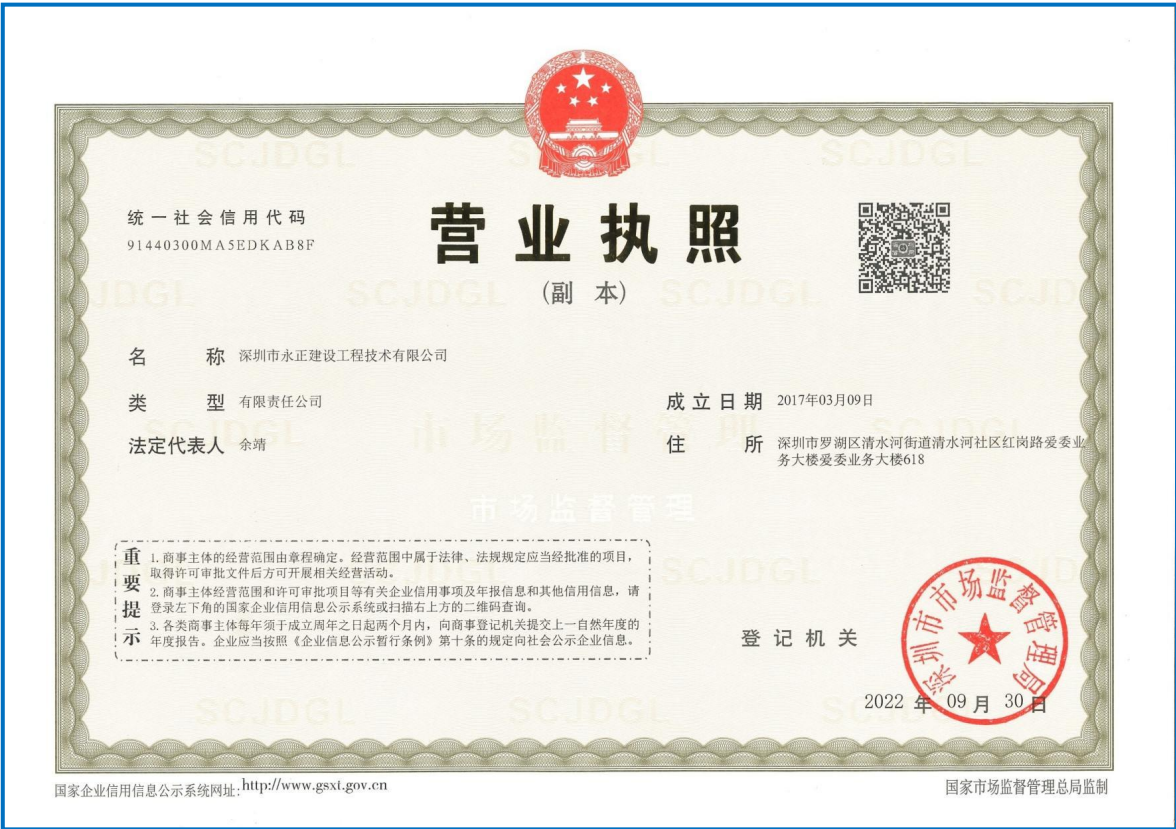 营业执照
(副 本)
统一社会信用代码
91440300MA5EDKAB8F
名 称 深圳市永正建设工程技术有限公司
类 型 有限责任公司
法定代表人 余靖
成立日期 2017年03月09日
住 所 深圳市罗湖区清水河街道清水河社区红岗路爱委业
务大楼爱委业务大楼618
重要提示
1.商事主体的经营范围由章程确定。经营范围中属于法律、法规规定应当经批准的项目,
取得许可审批文件后方可开展相关经营活动。
2.商事主体经营范围和许可审批项目等有关企业信用事项及年报信息和其他信用信息,请
登录左下角的国家企业信用信息公示系统或扫描右上方的二维码查询。
3.各类商事主体每年须于成立周年之日起两个月内,向商事登记机关提交上一自然年度的
年度报告。企业应当按照《企业信息公示暂行条例》第十条的规定向社会公示企业信息。
登记机关
深圳市市场监督管理局
2022 年 09 月 30 日
SCJDGL
市场监督管理
国家企业信用信息公示系统网址:http://www.gsxt.gov.cn
国家市场监督管理总局监制